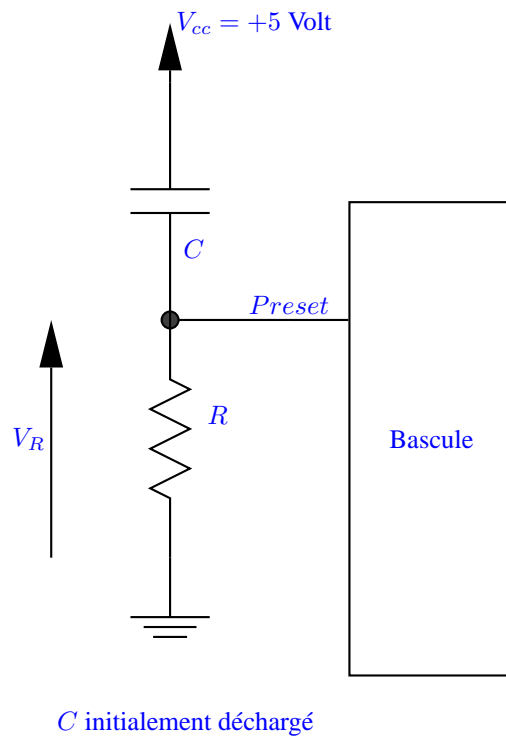 V_cc = +5 Volt
C
Preset
R
V_R
Bascule
C initialement déchargé